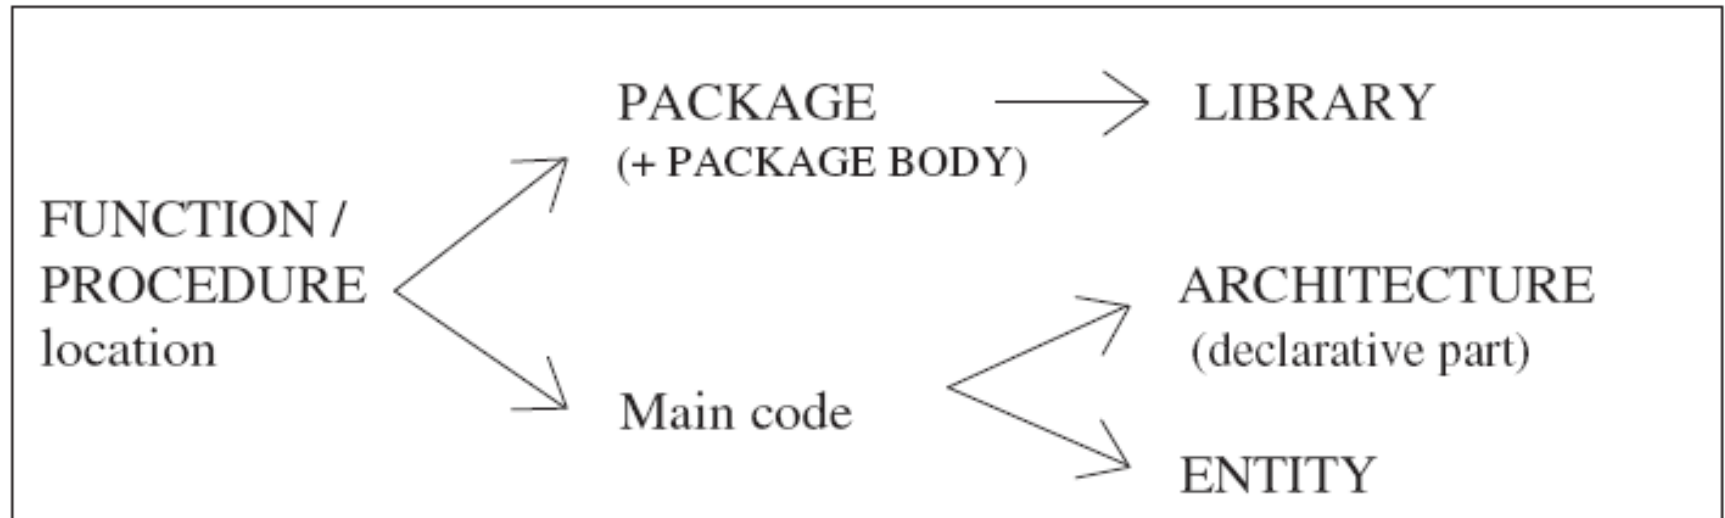 PACKAGE
LIBRARY
(+ PACKAGE BODY)
FUNCTION /
PROCEDURE
location
ARCHITECTURE
(declarative part)
Main code
ENTITY